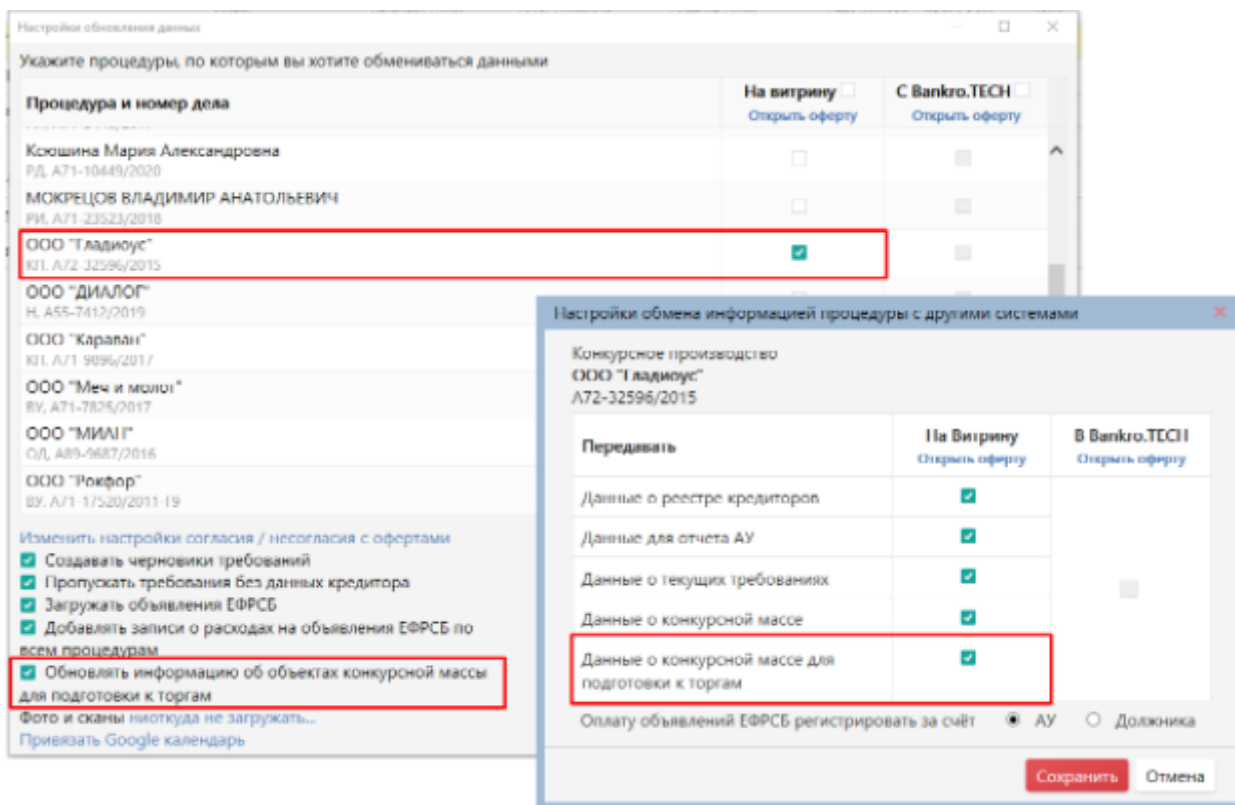 Настройки обновления данных
Укажите процедуры, по которым вы хотите обмениваться данными
Процедура и номер дела
На витрину
С Bankro.TECH
Открыть оферту
Открыть оферту
Ксюшина Мария Александровна
РД, А71-10449/2020
МОКРЕЦОВ ВЛАДИМИР АНАТОЛЬЕВИЧ
РИ, А71-23523/2018
ООО "Гладиоус"
КП, А72-32596/2015
ООО "ДИАЛОГ"
Н, А55-7412/2019
ООО "Караван"
КП, А71-9896/2017
ООО "Меч и молот"
ВУ, А71-7825/2017
ООО "МИАН"
ОД, А89-9687/2016
ООО "Рокфор"
ВУ, А71-17520/2011-Г9
Изменить настройки согласия / несогласия с офертами
Создавать черновики требований
Пропускать требования без данных кредитора
Загружать объявления ЕФРСБ
Добавлять записи о расходах на объявления ЕФРСБ по
всем процедурам
Обновлять информацию об объектах конкурсной массы
для подготовки к торгам
Фото и сканы ниоткуда не загружать...
Привязать Google календарь
Настройки обмена информацией процедуры с другими системами
Конкурсное производство
ООО "Гладиоус"
А72-32596/2015
Передавать
На Витрину
В Bankro.TECH
Открыть оферту
Открыть оферту
Данные о реестре кредиторов
Данные для отчета АУ
Данные о текущих требованиях
Данные о конкурсной массе
Данные о конкурсной массе для
подготовки к торгам
Оплату объявлений ЕФРСБ регистрировать за счёт
АУ
Должника
Сохранить
Отмена